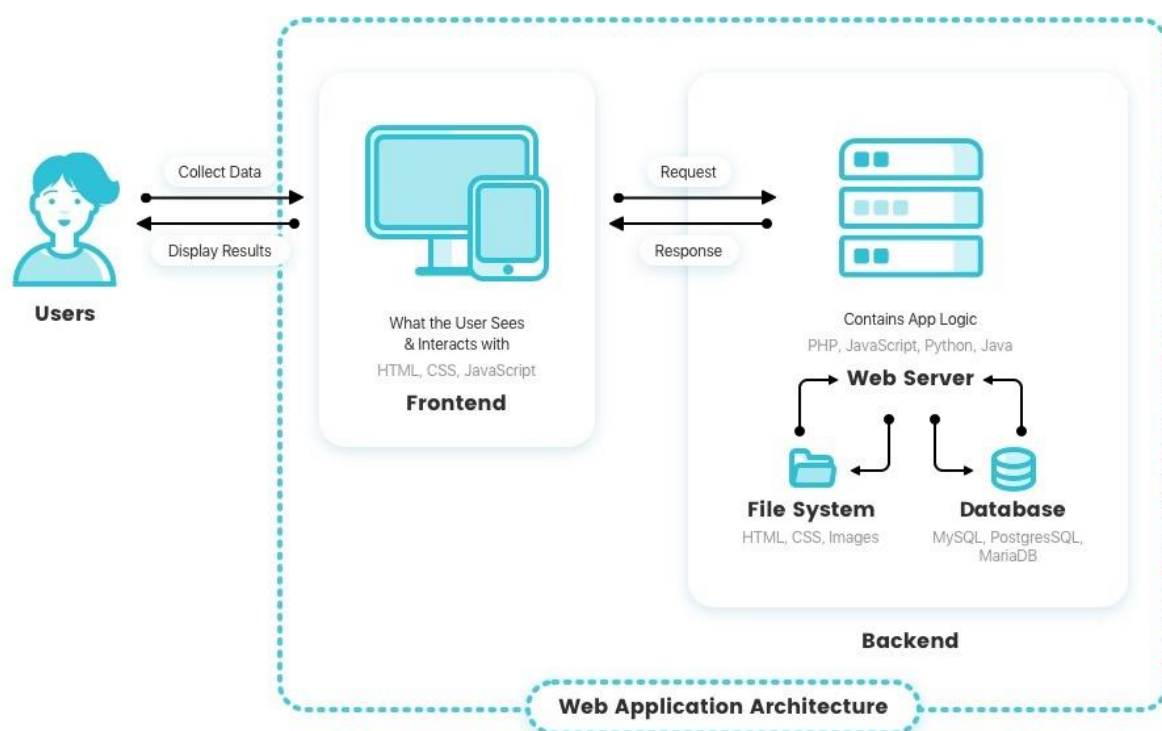 Collect Data
Display Results
Users
What the User Sees
& Interacts with
HTML, CSS, JavaScript
Frontend
Request
Response
Contains App Logic
PHP, JavaScript, Python, Java
Web Server
File System
HTML, CSS, Images
Database
MySQL, PostgresSQL,
MariaDB
Backend
Web Application Architecture